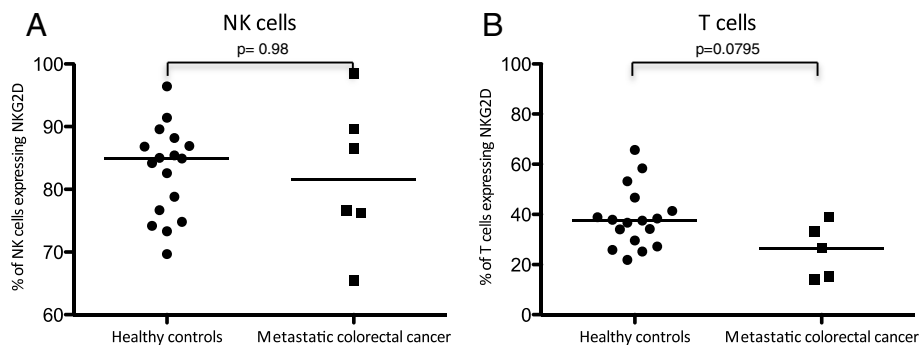 A
NK cells
p= 0.98
% of NK cells expressing NKG2D
100
90
80
70
60
Healthy controls
Metastatic colorectal cancer
B
T cells
p=0.0795
% of T cells expressing NKG2D
100
80
60
40
20
0
Healthy controls
Metastatic colorectal cancer